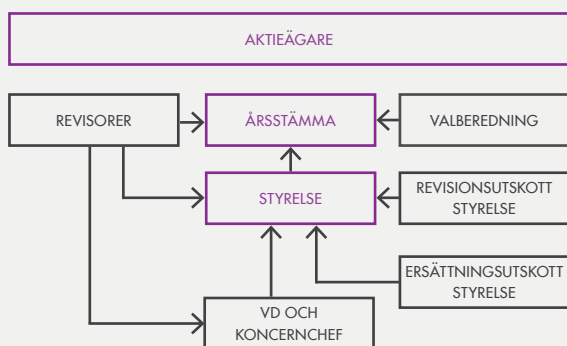 AKTIEÄGARE
REVISORER
ÅRSSTÄMMA
VALBEREDNING
STYRELSE
REVISIONSUTSKOTT
STYRELSE
ERSÄTTNINGSUTSKOTT
STYRELSE
VD OCH
KONCERNCHEF